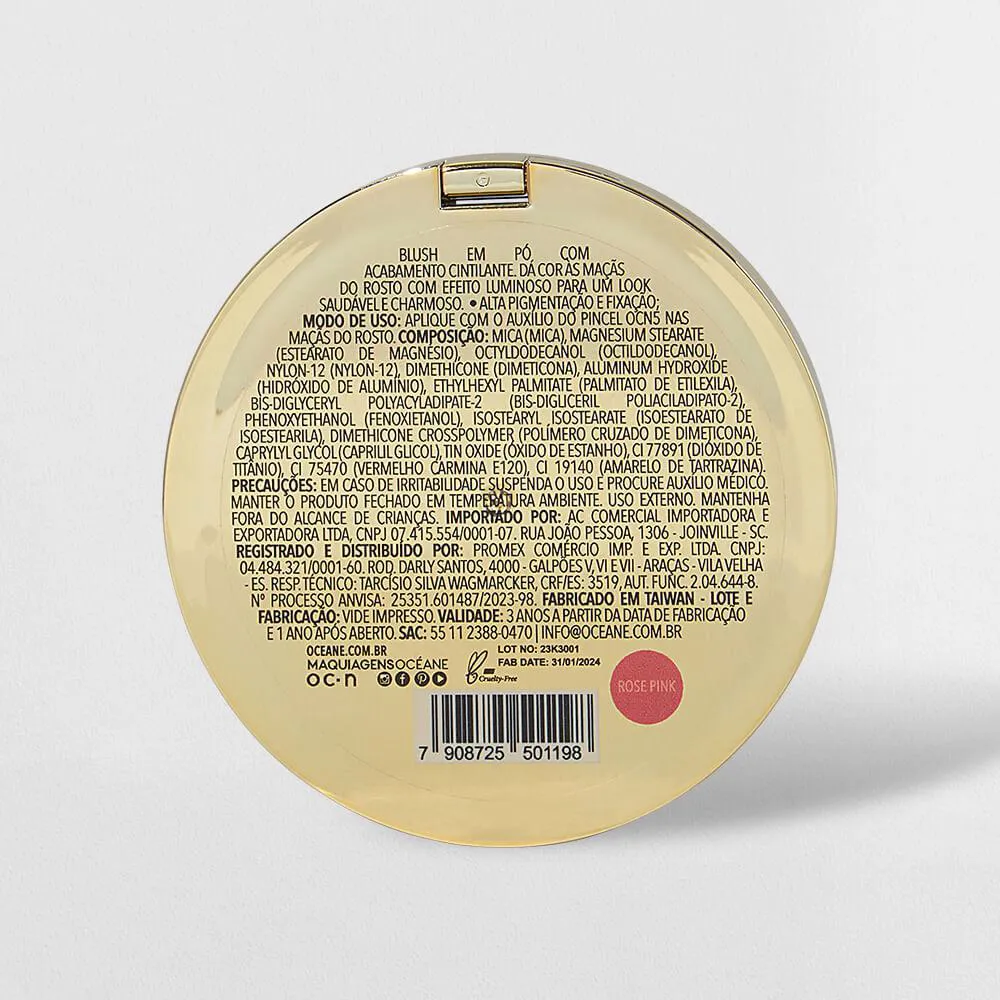 BLUSH EM PÓ COM
ACABAMENTO CINTILANTE. DÁ COR ÀS MAÇÃS
DO ROSTO COM EFEITO LUMINOSO PARA UM LOOK
SAUDÁVEL E CHARMOSO. • ALTA PIGMENTAÇÃO E FIXAÇÃO;
MODO DE USO: APLIQUE COM O AUXÍLIO DO PINCEL OCN5 NAS
MAÇÃS DO ROSTO. COMPOSIÇÃO: MICA (MICA), MAGNESIUM STEARATE
(ESTEARATO DE MAGNÉSIO), OCTYLDODECANOL (OCTILDODECANOL),
NYLON-12 (NYLON-12), DIMETHICONE (DIMETICONA), ALUMINUM HYDROXIDE
(HIDRÓXIDO DE ALUMÍNIO), ETHYLHEXYL PALMITATE (PALMITATO DE ETILEXILA),
BIS-DIGLYCERYL POLYACYLADIPATE-2 (BIS-DIGLICERIL POLIACILADIPATO-2),
PHENOXYETHANOL (FENOXIETANOL), ISOSTEARYL ISOSTEARATE (ISOESTEARATO DE
ISOESTEARILA), DIMETHICONE CROSSPOLYMER (POLÍMERO CRUZADO DE DIMETICONA),
CAPRYLYL GLYCOL (CAPRILIL GLICOL), TIN OXIDE (ÓXIDO DE ESTANHO), CI 77891 (DIÓXIDO DE
TITÂNIO), CI 75470 (VERMELHO CARMINA E120), CI 19140 (AMARELO DE TARTRAZINA).
PRECAUÇÕES: EM CASO DE IRRITABILIDADE SUSPENDA O USO E PROCURE AUXÍLIO MÉDICO.
MANTER O PRODUTO FECHADO EM TEMPERATURA AMBIENTE. USO EXTERNO. MANTENHA
FORA DO ALCANCE DE CRIANÇAS. IMPORTADO POR: AC COMERCIAL IMPORTADORA E
EXPORTADORA LTDA, CNPJ 07.415.554/0001-07. RUA JOÃO PESSOA, 1306 - JOINVILLE - SC.
REGISTRADO E DISTRIBUÍDO POR: PROMEX COMÉRCIO IMP. E EXP. LTDA. CNPJ:
04.484.321/0001-60. ROD. DARLY SANTOS, 4000 - GALPÕES V, VI E VII - ARAÇAS - VILA VELHA
- ES. RESP. TÉCNICO: TARCÍSIO SILVA WAGMARCKER, CRF/ES: 3519, AUT. FUNC. 2.04.644-8.
Nº PROCESSO ANVISA: 25351.601487/2023-98. FABRICADO EM TAIWAN - LOTE E
FABRICAÇÃO: VIDE IMPRESSO. VALIDADE: 3 ANOS A PARTIR DA DATA DE FABRICAÇÃO
E 1 ANO APÓS ABERTO. SAC: 55 11 2388-0470 | INFO@OCEANE.COM.BR
OCEANE.COM.BR
MAQUIAGENSOCÉANE
oc•n
Cruelty-Free
LOT NO: 23K3001
FAB DATE: 31/01/2024
ROSE PINK
7 908725 501198